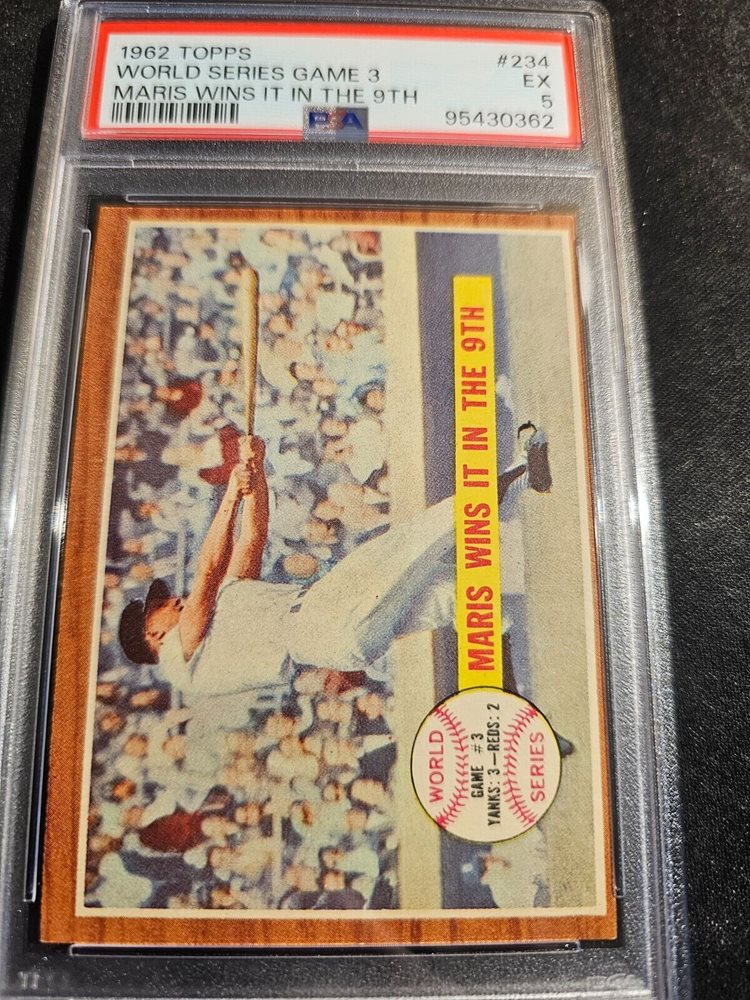 1962 TOPPS #234
WORLD SERIES GAME 3 EX
MARIS WINS IT IN THE 9TH 5
PSA 95430362
MARIS WINS IT IN THE 9TH
WORLD
GAME #3
YANKS: 3—REDS: 2
SERIES